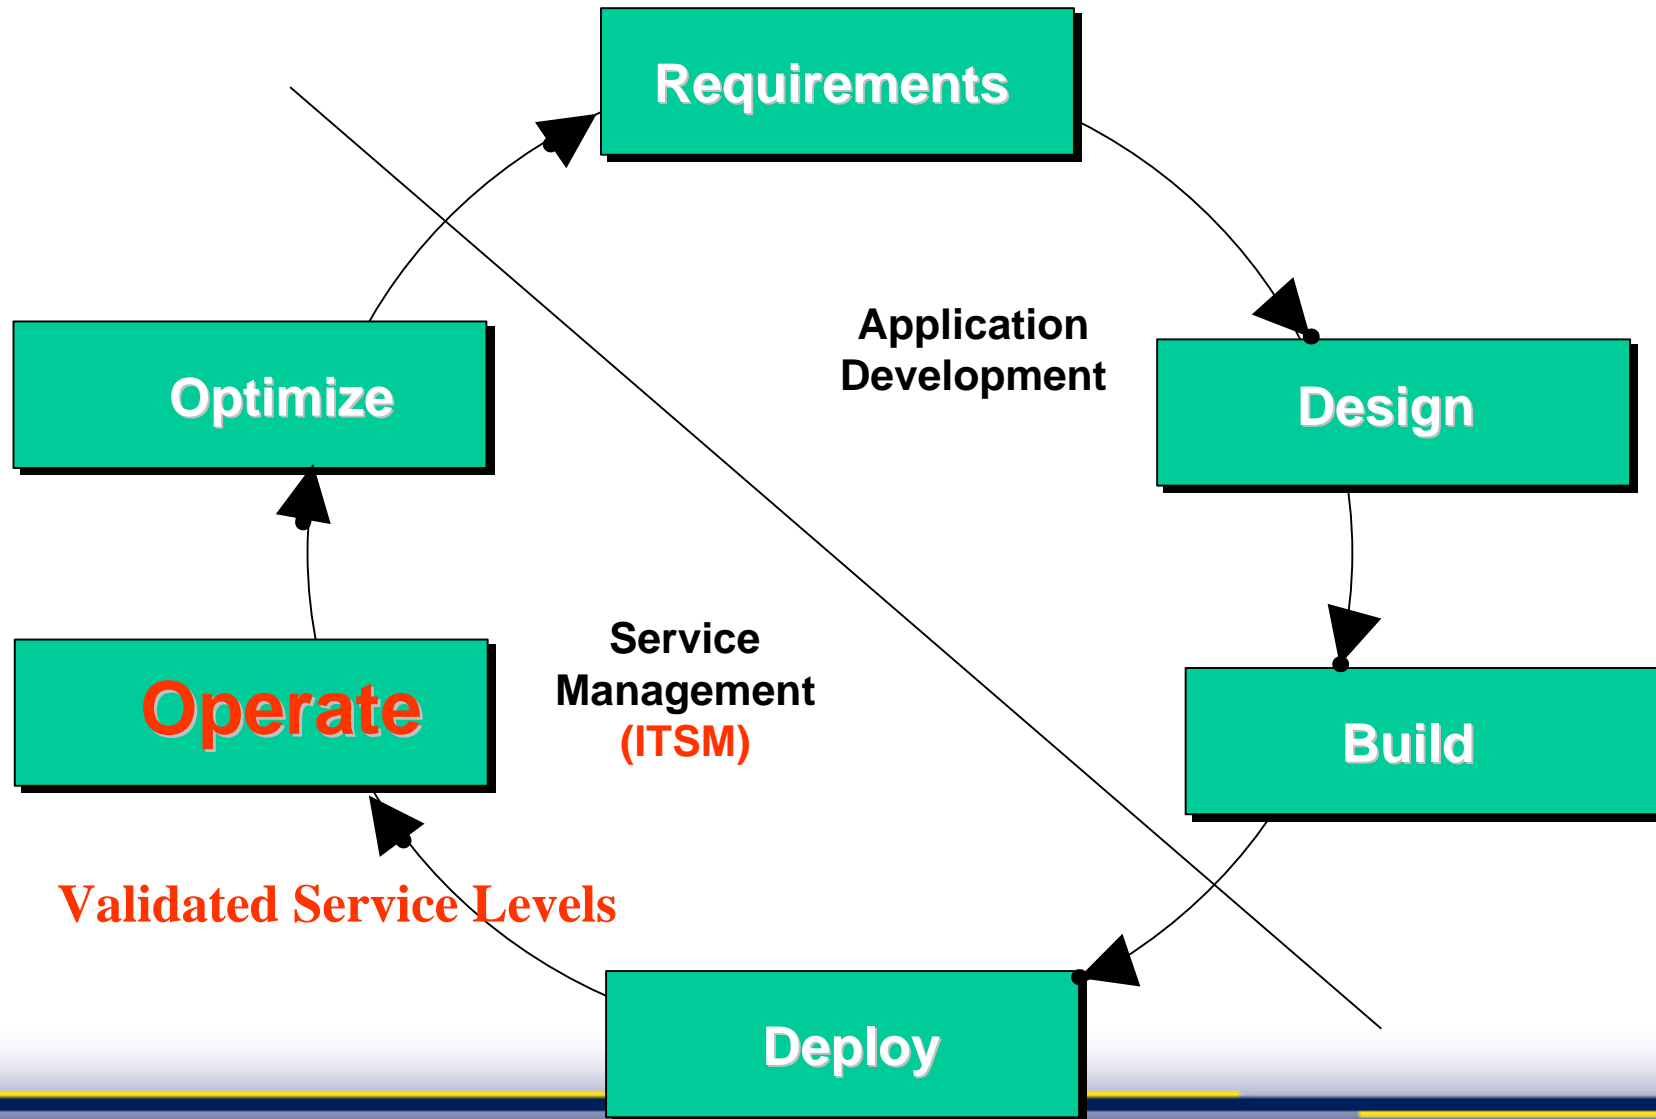 Requirements
Application
Development
Optimize
Design
Service
Management
(ITSM)
Operate
Build
Validated Service Levels
Deploy